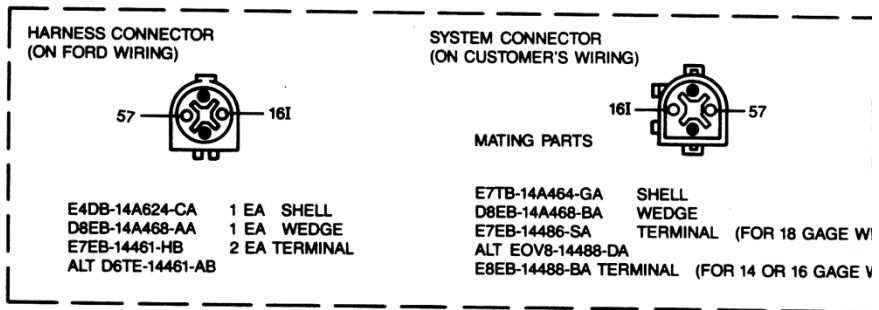 HARNESS CONNECTOR
(ON FORD WIRING)
57
16I
E4DB-14A624-CA 1 EA SHELL
D8EB-14A468-AA 1 EA WEDGE
E7EB-14461-HB 2 EA TERMINAL
ALT D6TE-14461-AB
SYSTEM CONNECTOR
(ON CUSTOMER'S WIRING)
16I
57
MATING PARTS
E7TB-14A464-GA SHELL
D8EB-14A468-BA WEDGE
E7EB-14486-SA TERMINAL (FOR 18 GAGE
ALT EOV8-14488-DA
E8EB-14488-BA TERMINAL (FOR 14 OR 16 GAGE